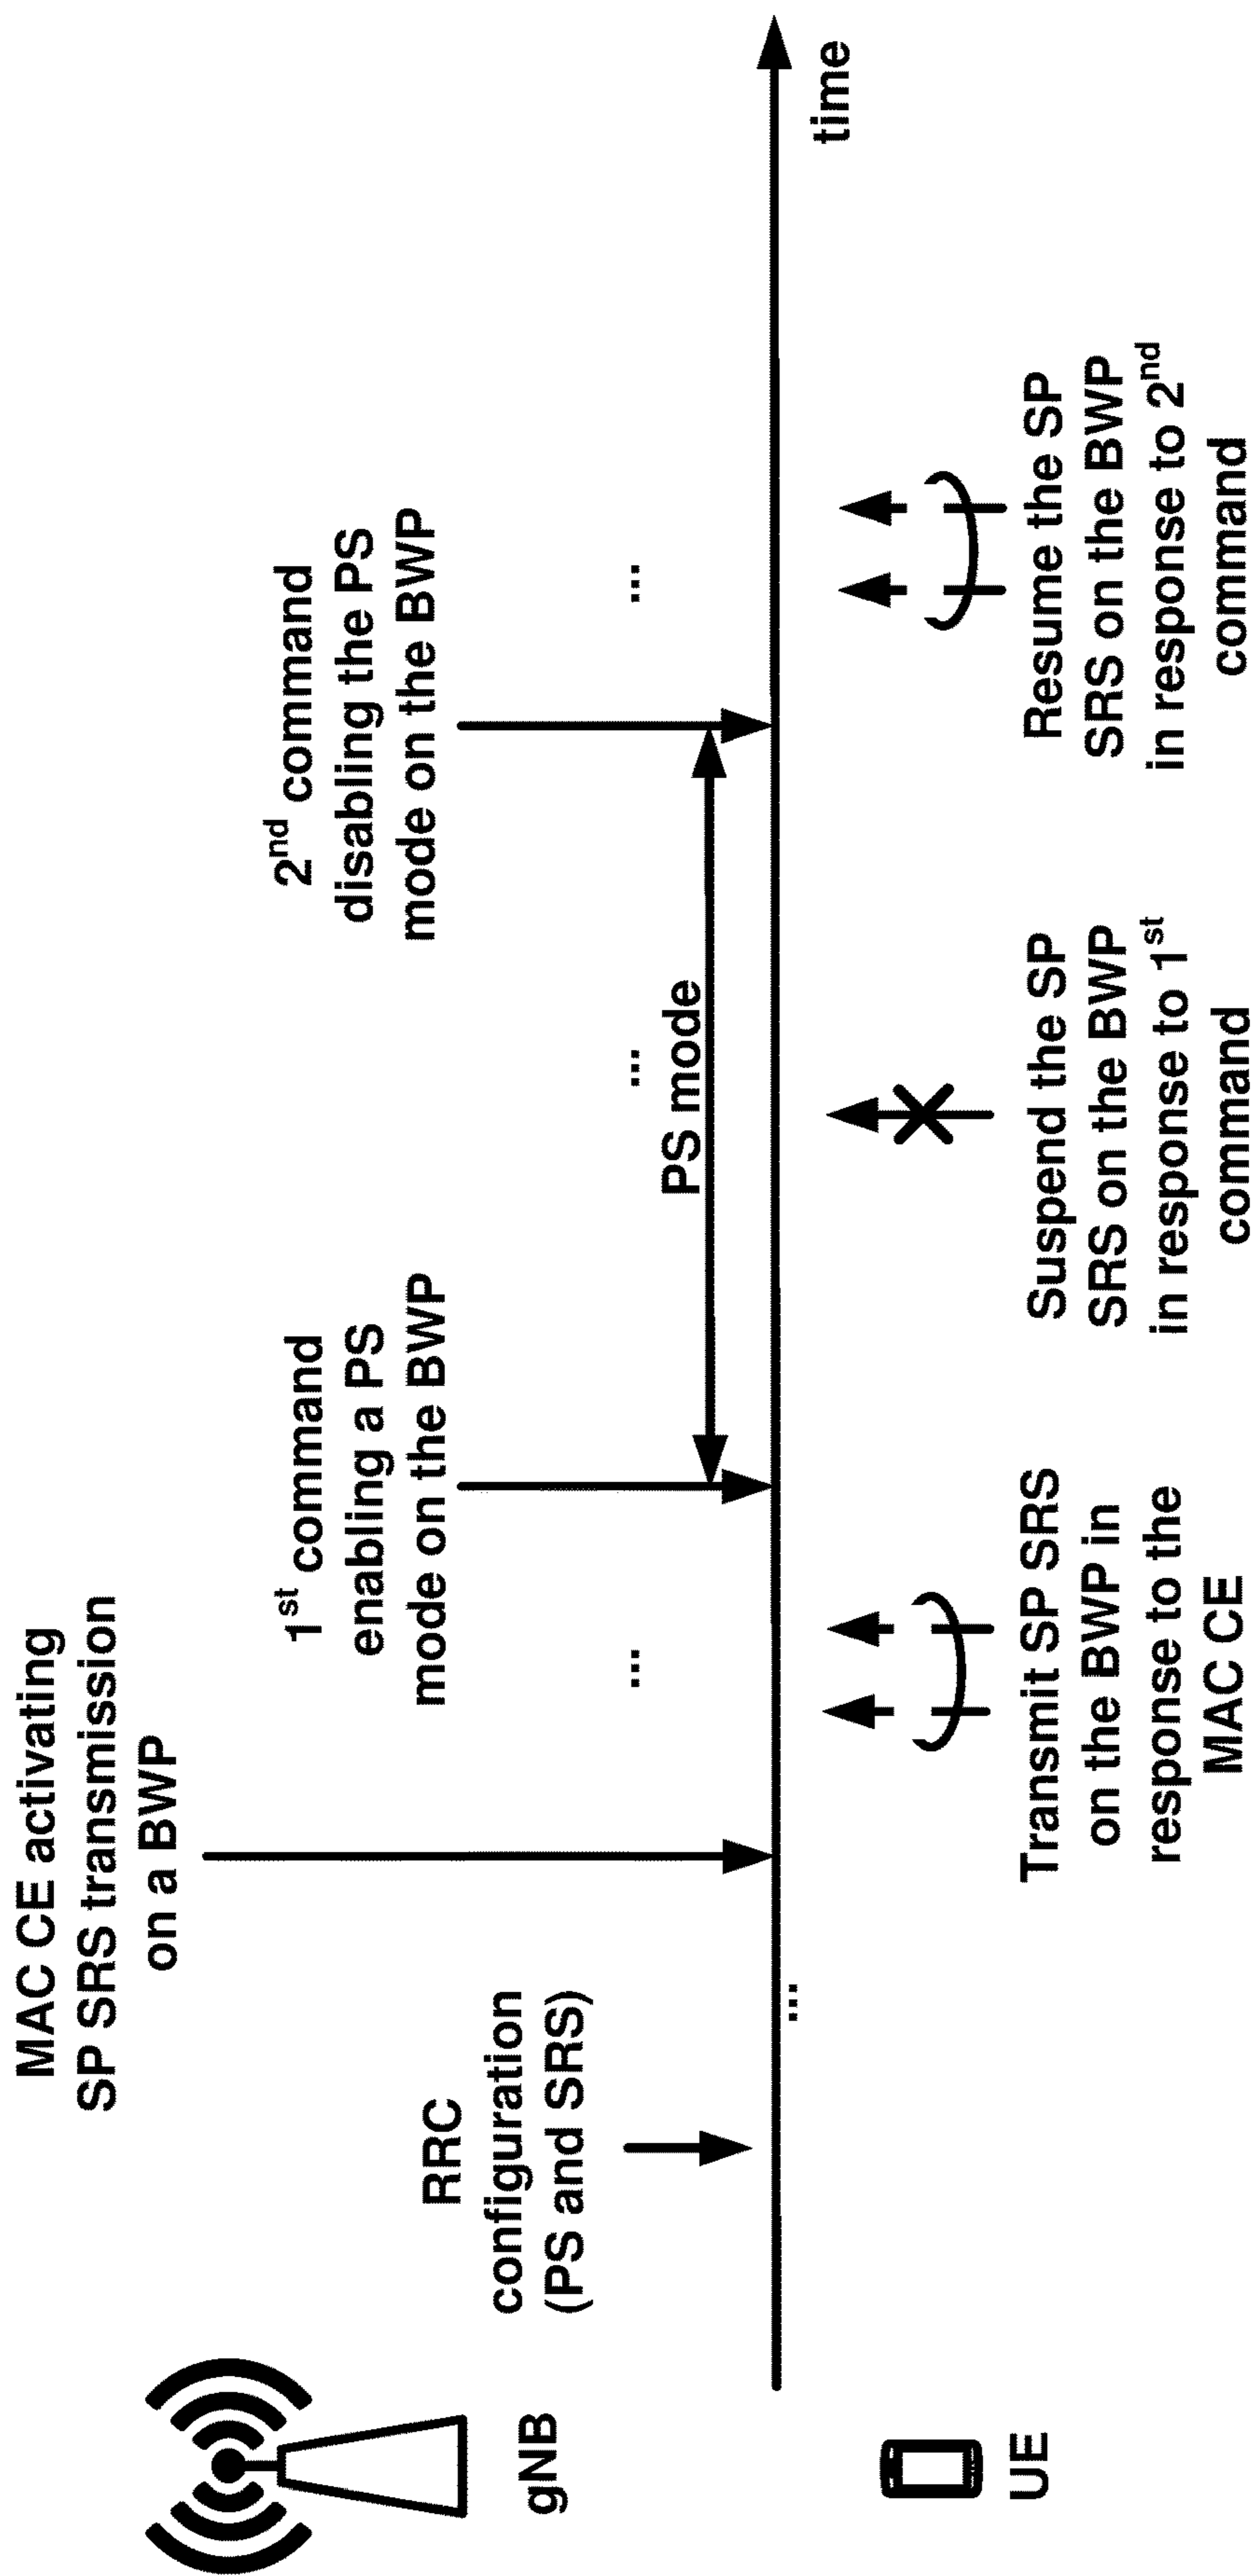 MAC CE activating
SP SRS transmission
on a BWP
RRC
configuration
(PS and SRS)
1st command
enabling a PS
mode on the BWP
2nd command
disabling the PS
mode on the BWP
...
...
...
PS mode
gNB
...
time
UE
Transmit SP SRS
on the BWP in
response to the
MAC CE
Suspend the SP
SRS on the BWP
in response to 1st
command
Resume the SP
SRS on the BWP
in response to 2nd
command